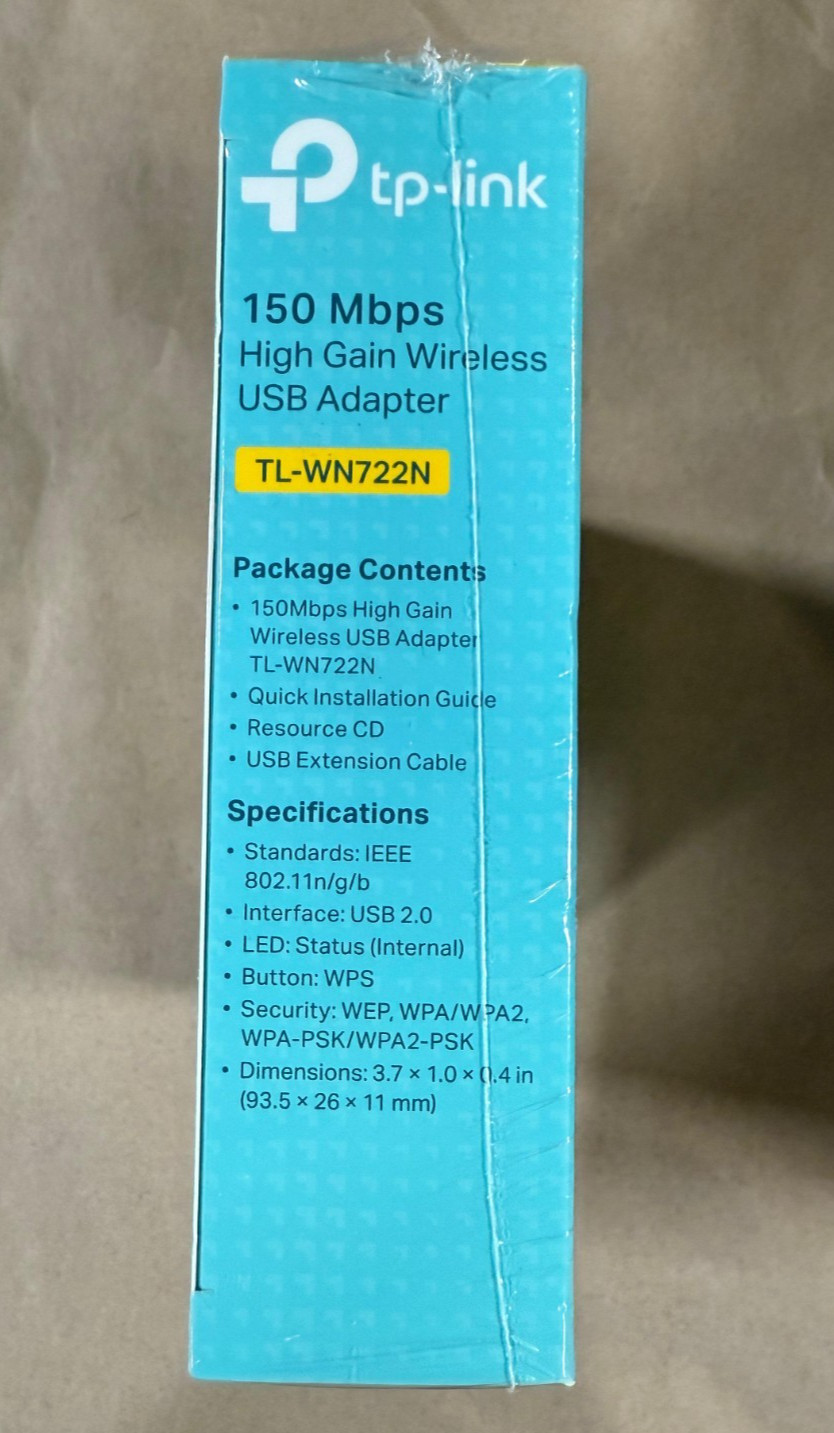 tp-link
150 Mbps
High Gain Wireless
USB Adapter
TL-WN722N
Package Contents
• 150Mbps High Gain
Wireless USB Adapter
TL-WN722N
• Quick Installation Guide
• Resource CD
• USB Extension Cable
Specifications
• Standards: IEEE
802.11n/g/b
• Interface: USB 2.0
• LED: Status (Internal)
• Button: WPS
• Security: WEP, WPA/WPA2,
WPA-PSK/WPA2-PSK
• Dimensions: 3.7 × 1.0 × 0.4 in
(93.5 × 26 × 11 mm)